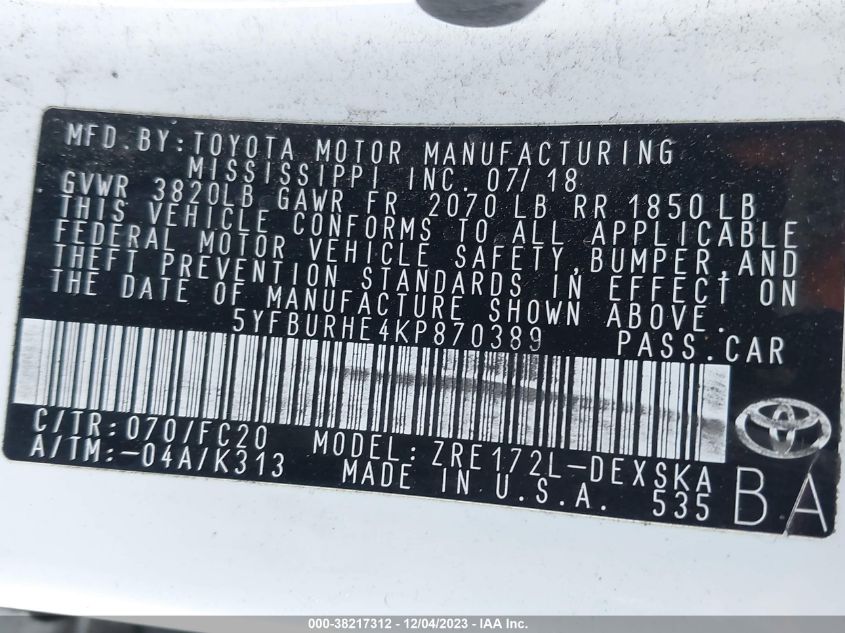 MFD.BY:TOYOTA MOTOR MANUFACTURING
MISSISSIPPI INC. 07/18
GVWR 3820LB GAWR FR 2070 LB RR 1850LB
THIS VEHICLE CONFORMS TO ALL APPLICABLE
FEDERAL MOTOR VEHICLE SAFETY,BUMPER,AND
THEFT PREVENTION STANDARDS IN EFFECT ON
THE DATE OF MANUFACTURE SHOWN ABOVE.
5YFBURHE4KP870389 PASS.CAR
C/TR:070/FC20 MODEL:ZRE172L-DEXSKA
A/TM:-04A/K313 MADE IN U.S.A. 535 BA
000-38217312 - 12/04/2023 - IAA Inc.